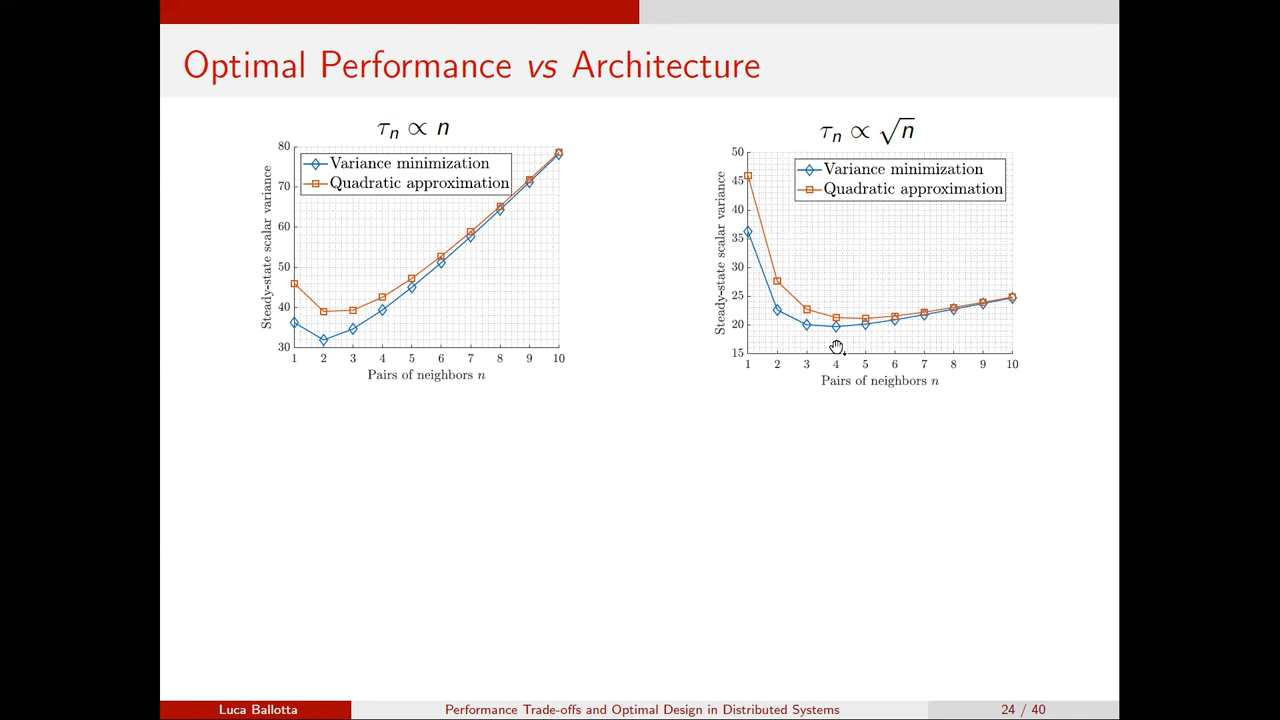 Optimal Performance vs Architecture
τₙ ∝ n
80
70
60
50
40
30
Steady-state scalar variance
Variance minimization
Quadratic approximation
1 2 3 4 5 6 7 8 9 10
Pairs of neighbors n
τₙ ∝ √n
50
45
40
35
30
25
20
15
Steady-state scalar variance
Variance minimization
Quadratic approximation
1 2 3 4 5 6 7 8 9 10
Pairs of neighbors n
Luca Ballotta
Performance Trade-offs and Optimal Design in Distributed Systems
24 / 40